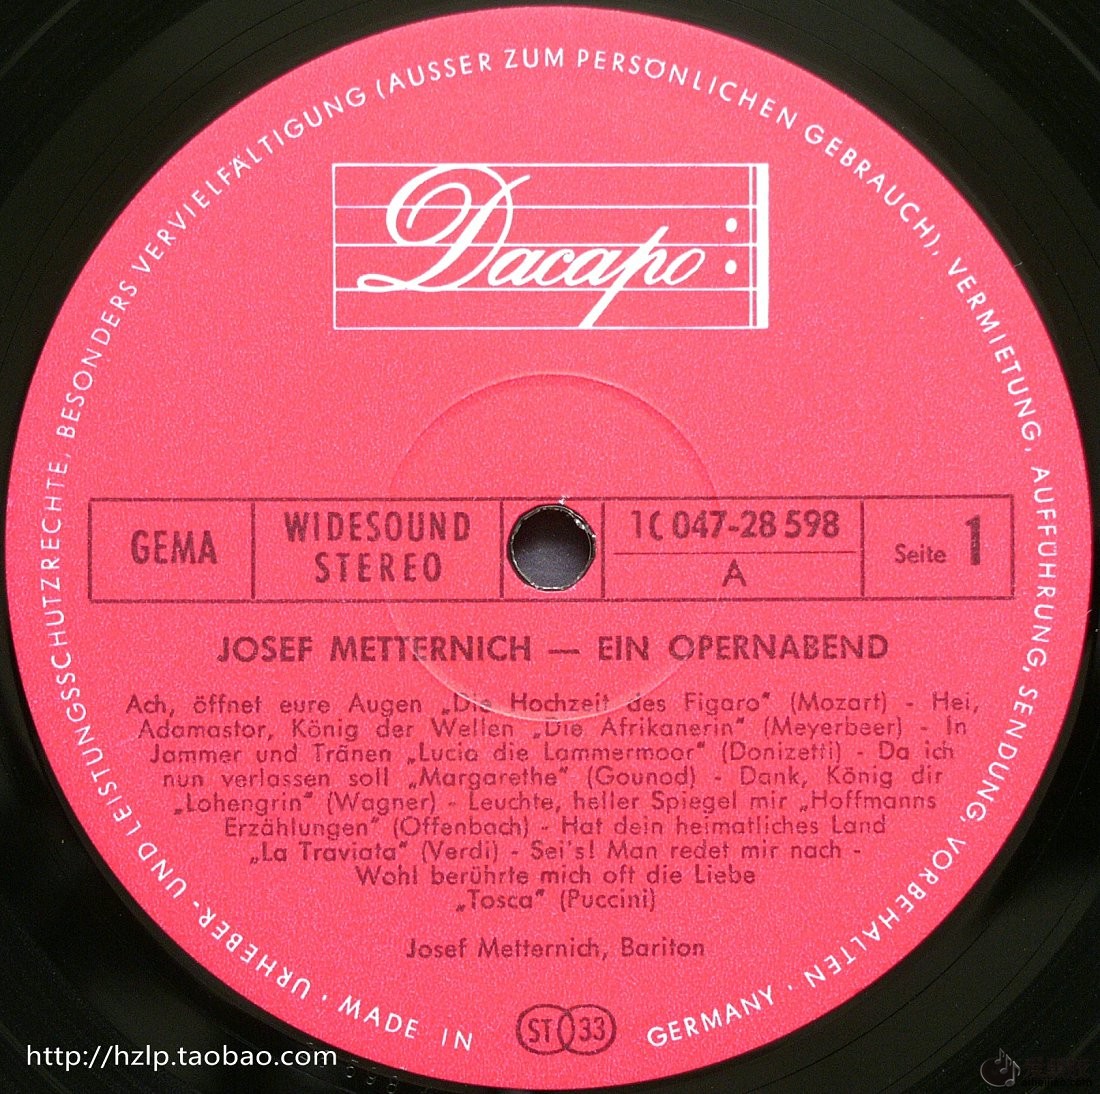 URHEBER- UND LEISTUNGSSCHUTZRECHTE, BESONDERS VERVIELFÄLTIGUNG (AUSSER ZUM PERSÖNLICHEN GEBRAUCH), VERMIETUNG, AUFFÜHRUNG, SENDUNG, VORBEHALTEN · MADE IN GERMANY ·
Dacapo
GEMA
WIDESOUND
STEREO
1C 047-28 598
A
Seite 1
JOSEF METTERNICH — EIN OPERNABEND
Ach, öffnet eure Augen „Die Hochzeit des Figaro" (Mozart) - Hei,
Adamastor, König der Wellen „Die Afrikanerin" (Meyerbeer) - In
Jammer und Tränen „Lucia die Lammermoor" (Donizetti) - Da ich
nun verlassen soll „Margarethe" (Gounod) - Dank, König dir
„Lohengrin" (Wagner) - Leuchte, heller Spiegel mir „Hoffmanns
Erzählungen" (Offenbach) - Hat dein heimatliches Land
„La Traviata" (Verdi) - Sei's! Man redet mir nach -
Wohl berührte mich oft die Liebe
„Tosca" (Puccini)
Josef Metternich, Bariton
ST 33
http://hzlp.taobao.com